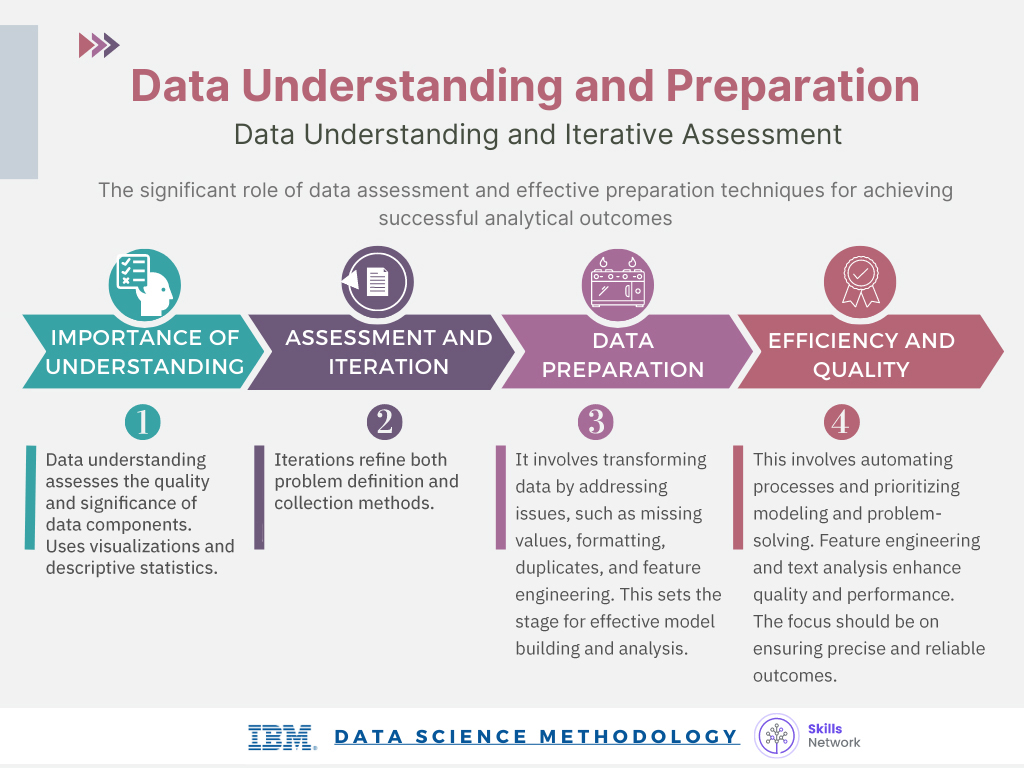 Data Understanding and Preparation
Data Understanding and Iterative Assessment
The significant role of data assessment and effective preparation techniques for achieving
successful analytical outcomes
IMPORTANCE OF
UNDERSTANDING
ASSESSMENT AND
ITERATION
DATA
PREPARATION
EFFICIENCY AND
QUALITY
1
Data understanding
assesses the quality
and significance of
data components.
Uses visualizations and
descriptive statistics.
2
Iterations refine both
problem definition and
collection methods.
3
It involves transforming
data by addressing
issues, such as missing
values, formatting,
duplicates, and feature
engineering. This sets the
stage for effective model
building and analysis.
4
This involves automating
processes and prioritizing
modeling and problem-
solving. Feature engineering
and text analysis enhance
quality and performance.
The focus should be on
ensuring precise and reliable
outcomes.
IBM®
DATA SCIENCE METHODOLOGY
Skills
Network